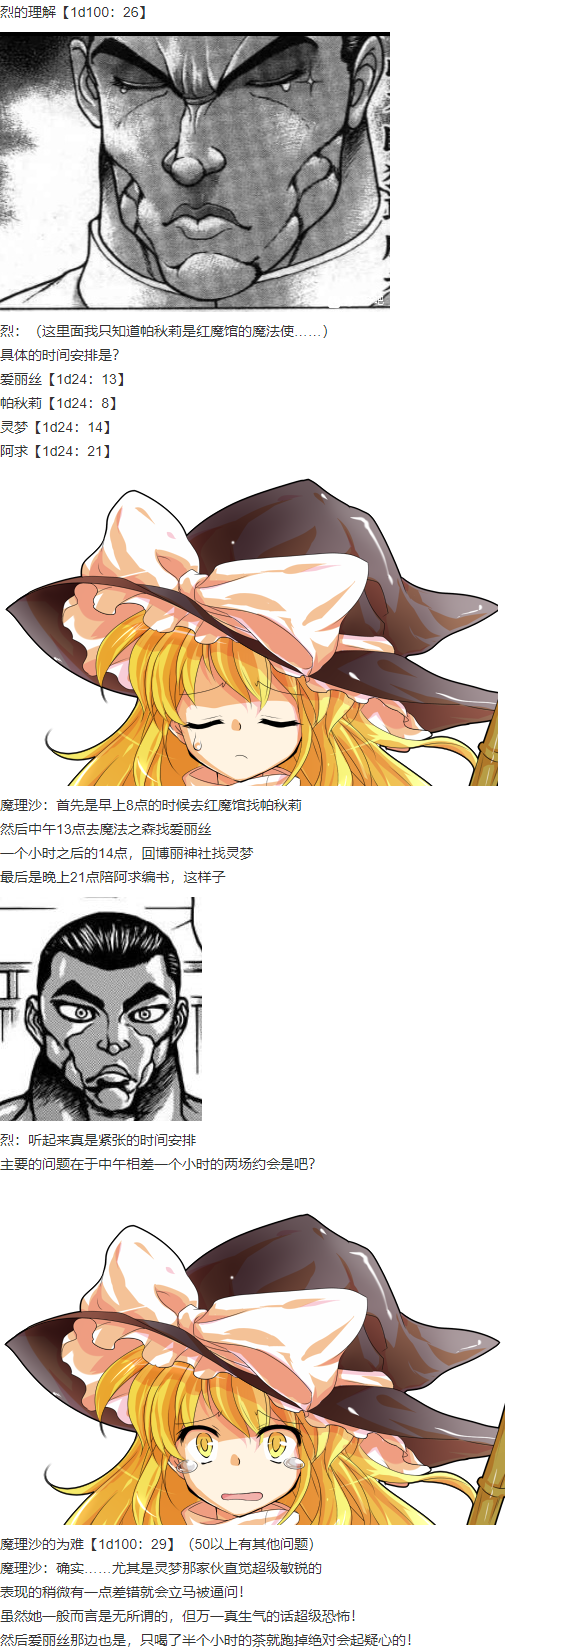 烈的理解【1d100：26】
烈：（这里面我只知道帕秋莉是红魔馆的魔法使……）
具体的时间安排是？
爱丽丝【1d24：13】
帕秋莉【1d24：8】
灵梦【1d24：14】
阿求【1d24：21】
魔理沙：首先是早上8点的时候去红魔馆找帕秋莉
然后中午13点去魔法之森找爱丽丝
一个小时之后的14点，回博丽神社找灵梦
最后是晚上21点陪阿求编书，这样子
烈：听起来真是紧张的时间安排
主要的问题在于中午相差一个小时的两场约会是吧？
魔理沙的为难【1d100：29】（50以上有其他问题）
魔理沙：确实……尤其是灵梦那家伙直觉超级敏锐的
表现的稍微有一点差错就会立马被逼问！
虽然她一般而言是无所谓的，但万一真生气的话超级恐怖！
然后爱丽丝那边也是，只喝了半个小时的茶就跑掉绝对会起疑心的！